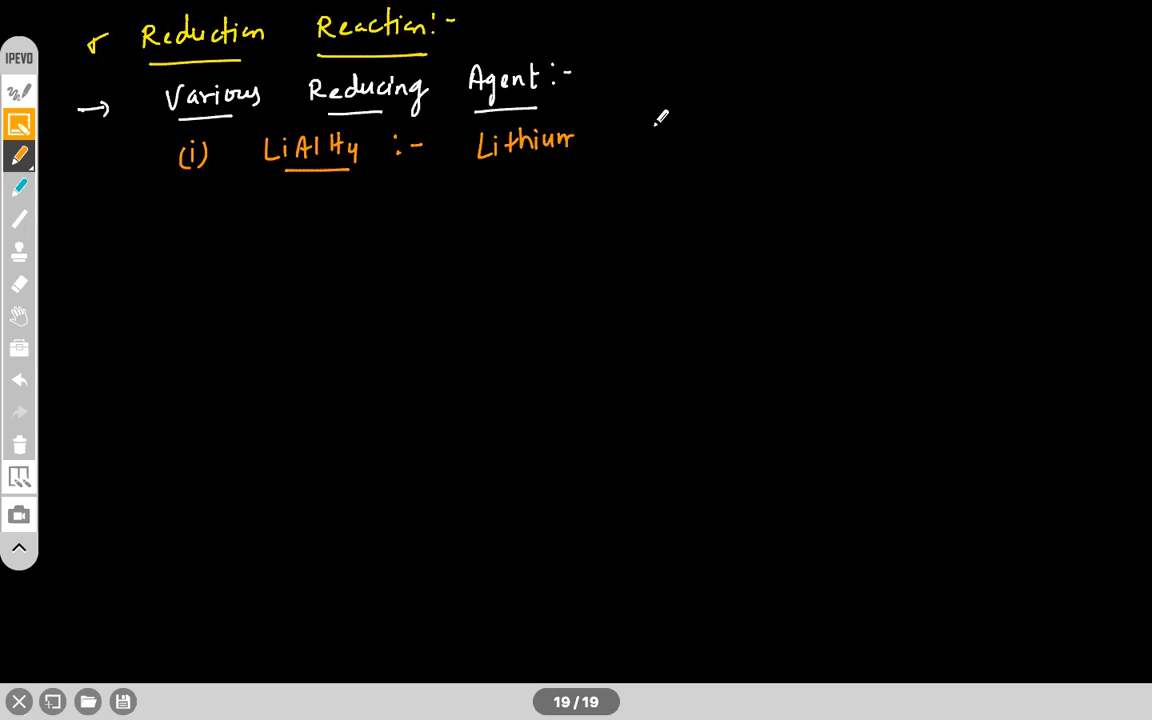 IPEVO
Reduction Reaction:-
→ Various Reducing Agent:-
(i) LiAlH4 :- Lithium
19/19